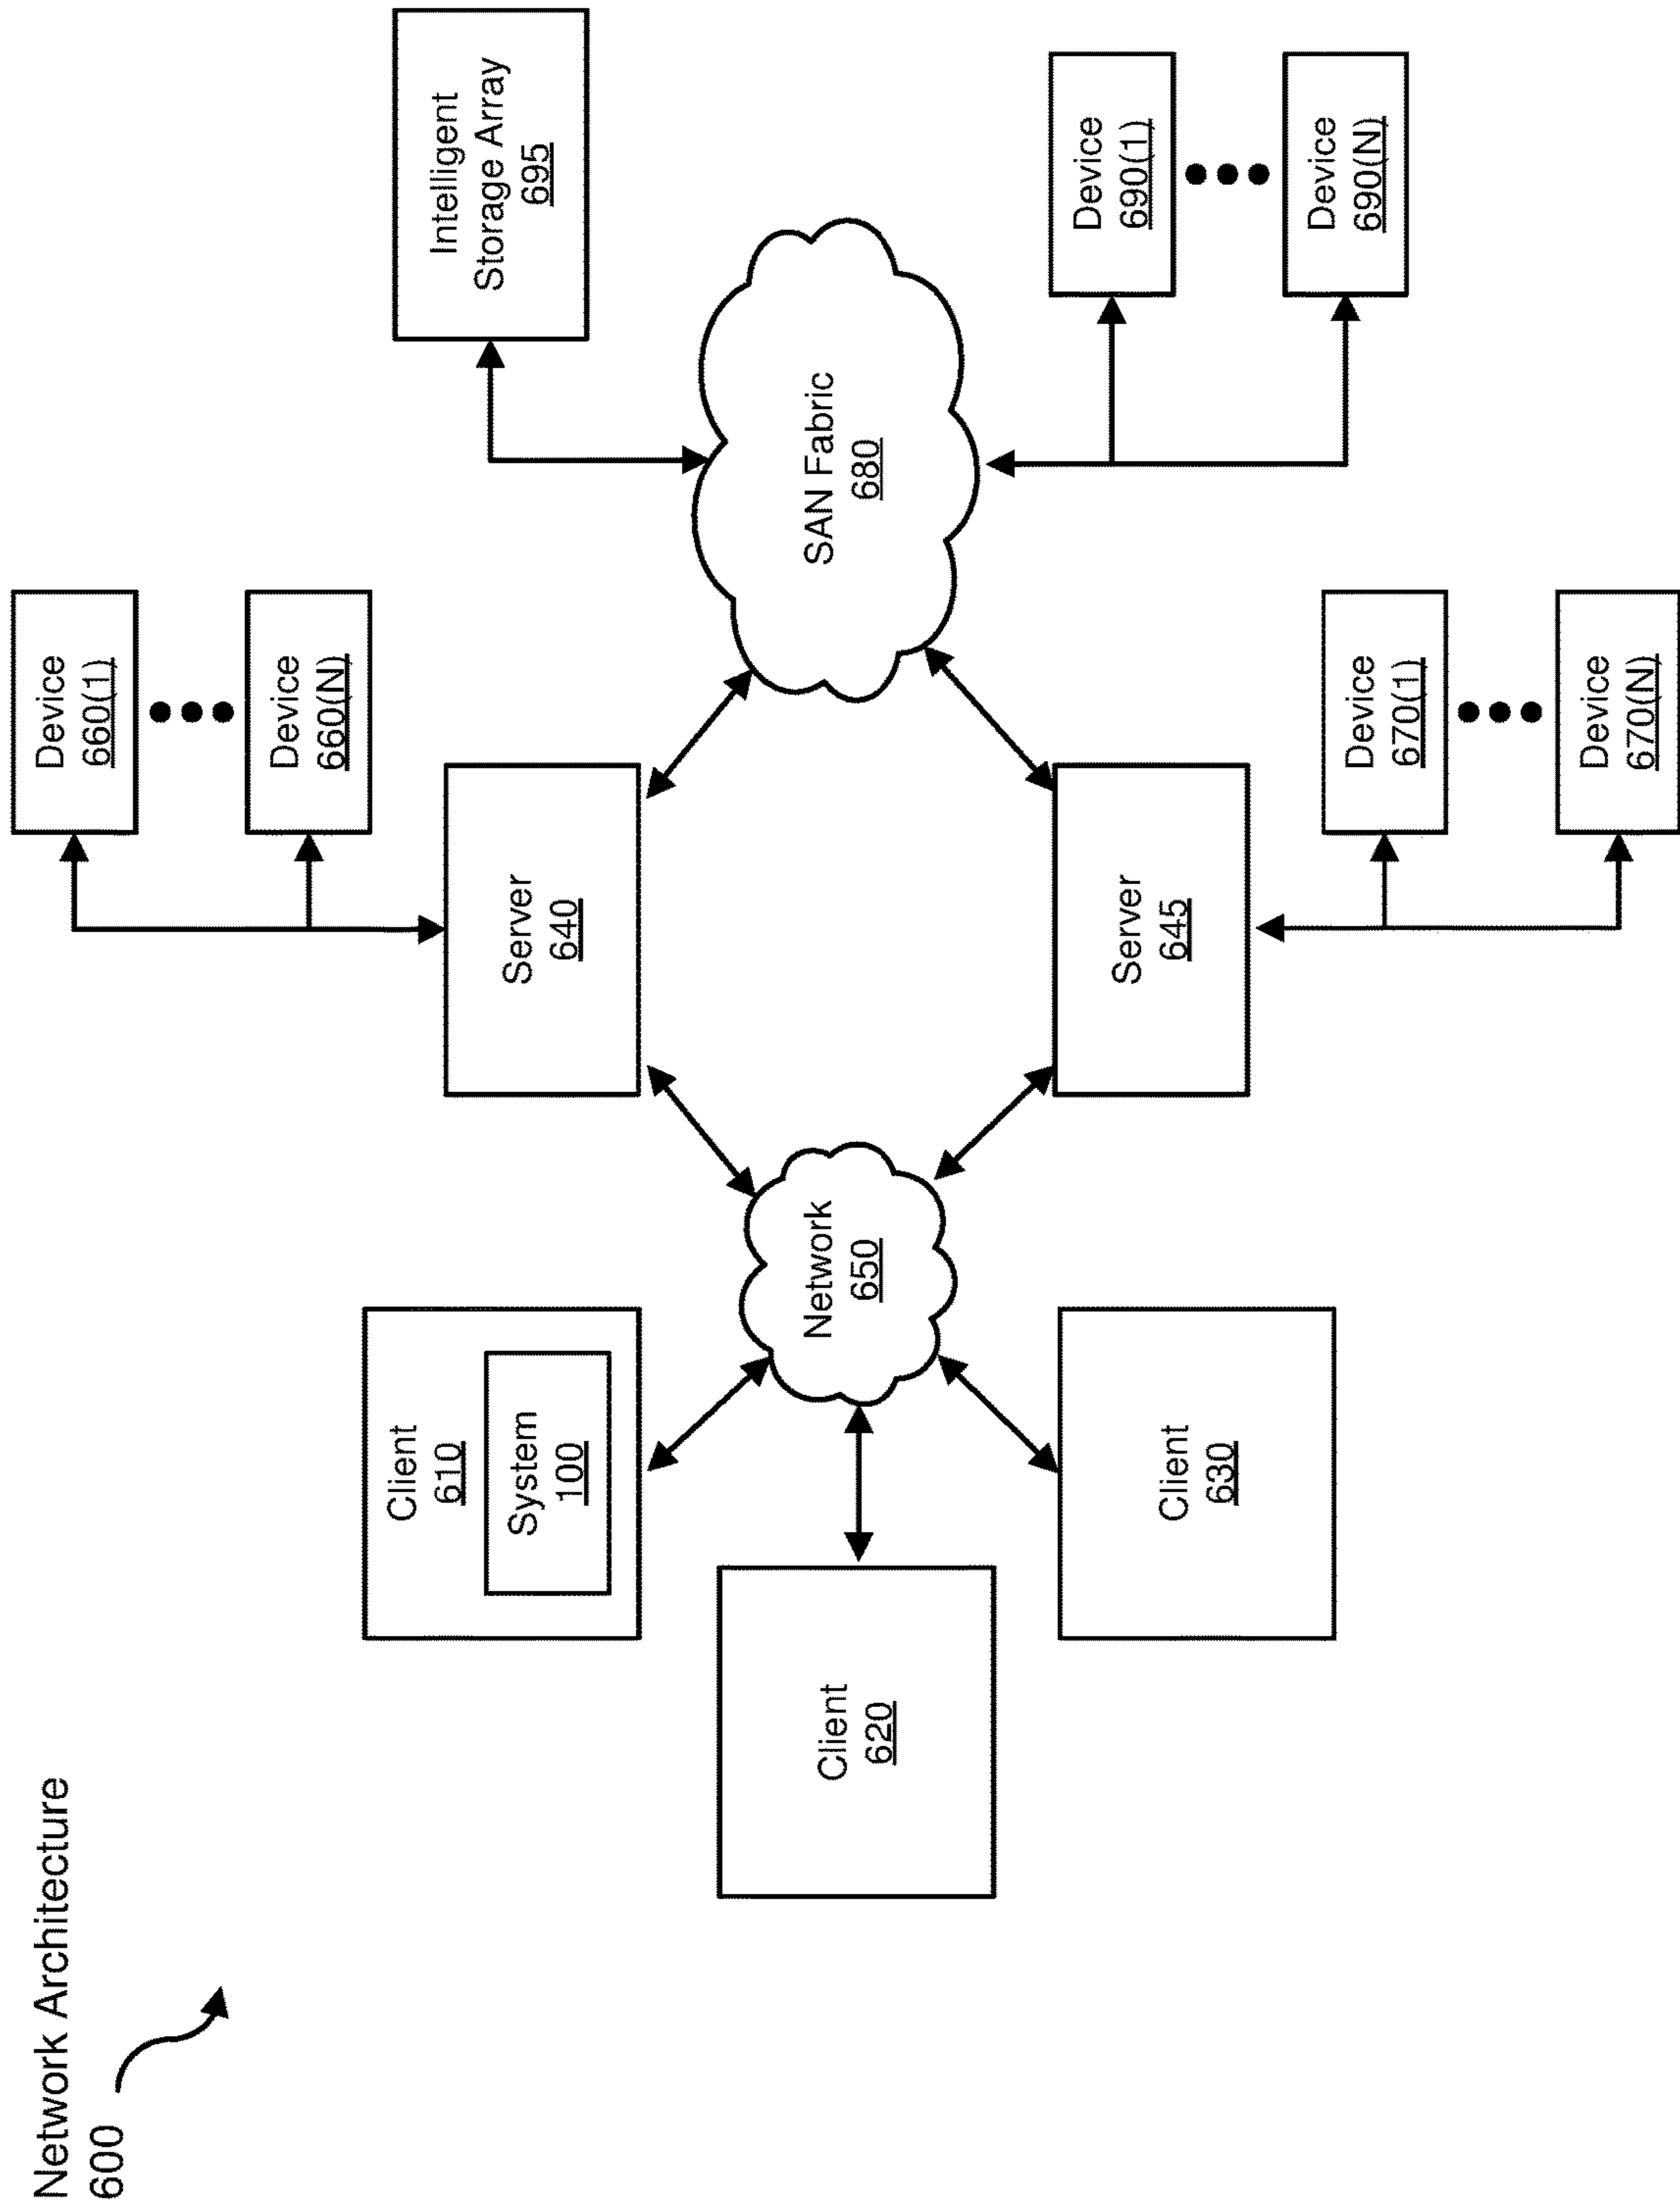 Network Architecture
600
Client
610
System
100
Client
620
Client
630
Network
650
Server
640
Server
645
Device
660(1)
Device
660(N)
Device
670(1)
Device
670(N)
SAN Fabric
680
Intelligent
Storage Array
695
Device
690(1)
Device
690(N)